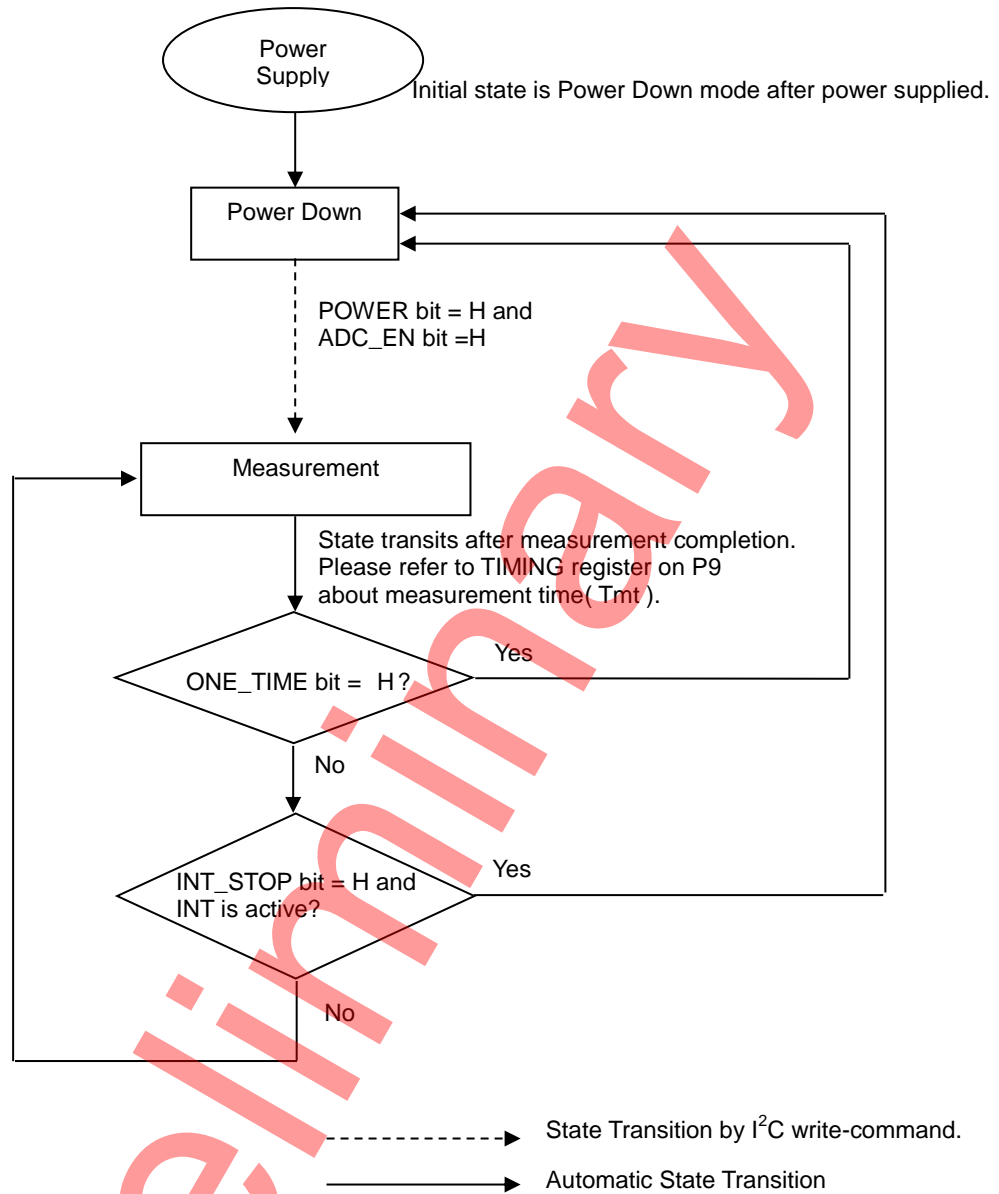 Power
Supply
Initial state is Power Down mode after power supplied.
Power Down
POWER bit = H and
ADC_EN bit =H
Measurement
State transits after measurement completion.
Please refer to TIMING register on P9
about measurement time( Tmt ).
Yes
ONE_TIME bit = H?
No
Yes
INT_STOP bit = H and
INT is active?
No
State Transition by I²C write-command.
Automatic State Transition
eliminary